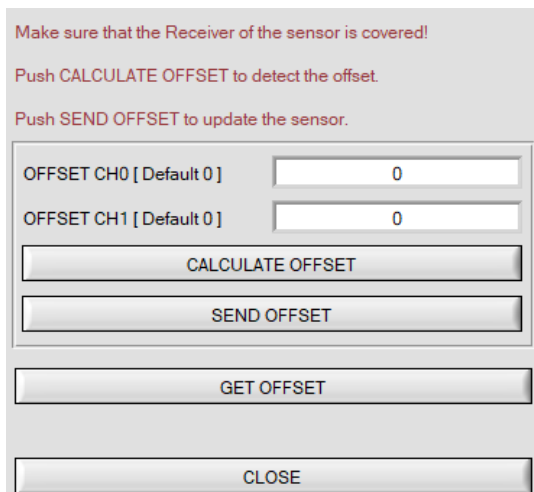 Make sure that the Receiver of the sensor is covered!
Push CALCULATE OFFSET to detect the offset.
Push SEND OFFSET to update the sensor.
OFFSET CH0 [ Default 0 ] 0
OFFSET CH1 [ Default 0 ] 0
CALCULATE OFFSET
SEND OFFSET
GET OFFSET
CLOSE